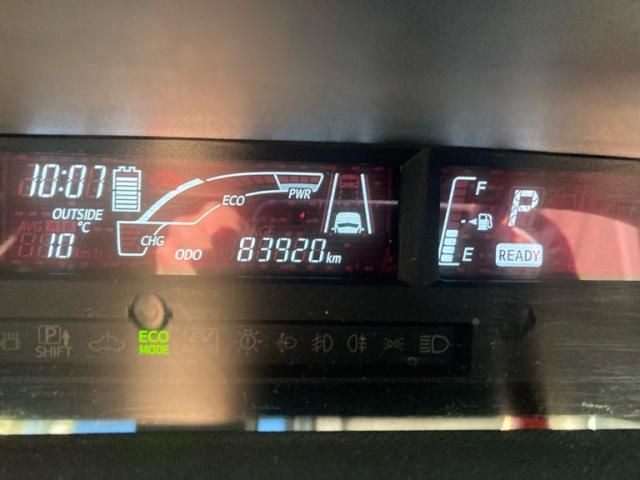 10:07
OUTSIDE
°C
10
CHG
ECO
PWR
ODO 83920 km
F
E
P
READY
P
SHIFT
ECO
MODE